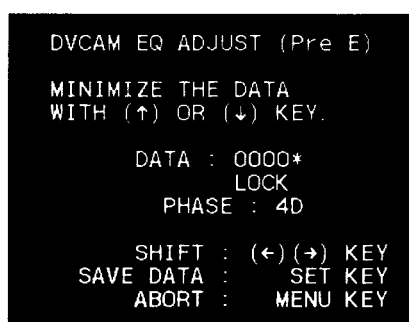 DVCAM EQ ADJUST (Pre E)
MINIMIZE THE DATA
WITH (↑) OR (↓) KEY.
DATA : 0000*
LOCK
PHASE : 4D
SHIFT : (←)(→) KEY
SAVE DATA : SET KEY
ABORT : MENU KEY